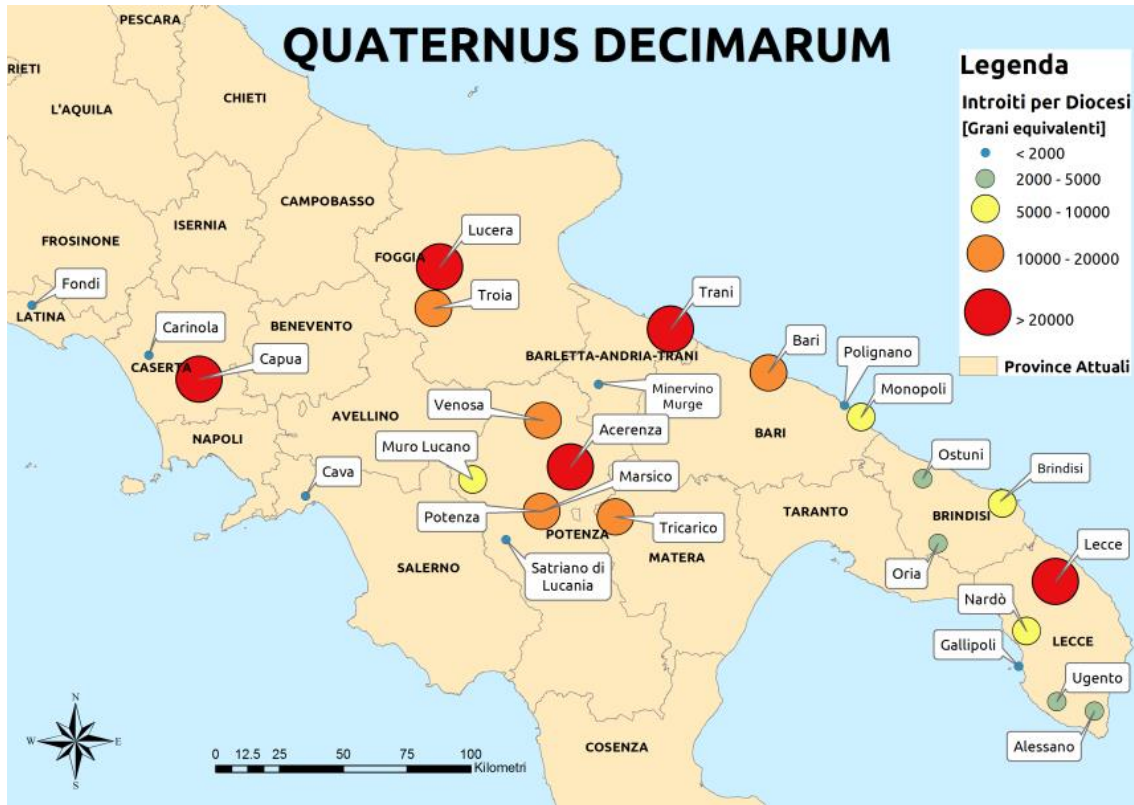 QUATERNUS DECIMARUM
PESCARA
RIETI
L'AQUILA
CHIETI
CAMPOBASSO
ISERNIA
FROSINONE
Fondi
LATINA
Carinola
CASERTA
Capua
BENEVENTO
FOGGIA
Lucera
Troia
NAPOLI
AVELLINO
Cava
Venosa
Muro Lucano
Acerenza
Marsico
Potenza
POTENZA
Tricarico
Satriano di
Lucania
SALERNO
MATERA
BARLETTA-ANDRIA-TRANI
Trani
Minervino
Murge
Bari
BARI
Polignano
Monopoli
TARANTO
Ostuni
Brindisi
BRINDISI
Oria
Lecce
Nardò
LECCE
Gallipoli
Ugento
Alessano
COSENZA
Legenda
Introiti per Diocesi
[Grani equivalenti]
< 2000
2000 - 5000
5000 - 10000
10000 - 20000
> 20000
Province Attuali
N
W E
S
0 12.5 25 50 75 100
Kilometri